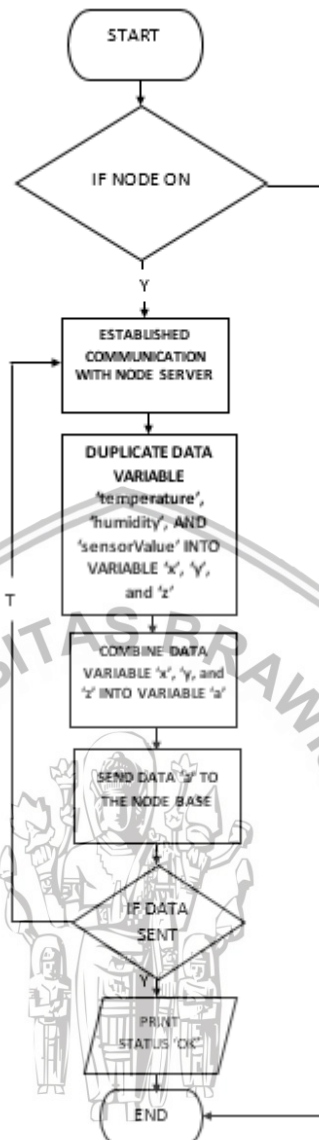 START
IF NODE ON
Y
ESTABLISHED
COMMUNICATION
WITH NODE SERVER
DUPLICATE DATA
VARIABLE
'temperature',
'humidity', AND
'sensorValue' INTO
VARIABLE 'x', 'y',
and 'z'
T
SITAS BRAW
COMBINE DATA
VARIABLE 'x', 'y, and
'z' INTO VARIABLE 'a'
SEND DATA 'a' TO
THE NODE BASE
IF DATA
SENT
Y
PRINT
STATUS 'OK'
END